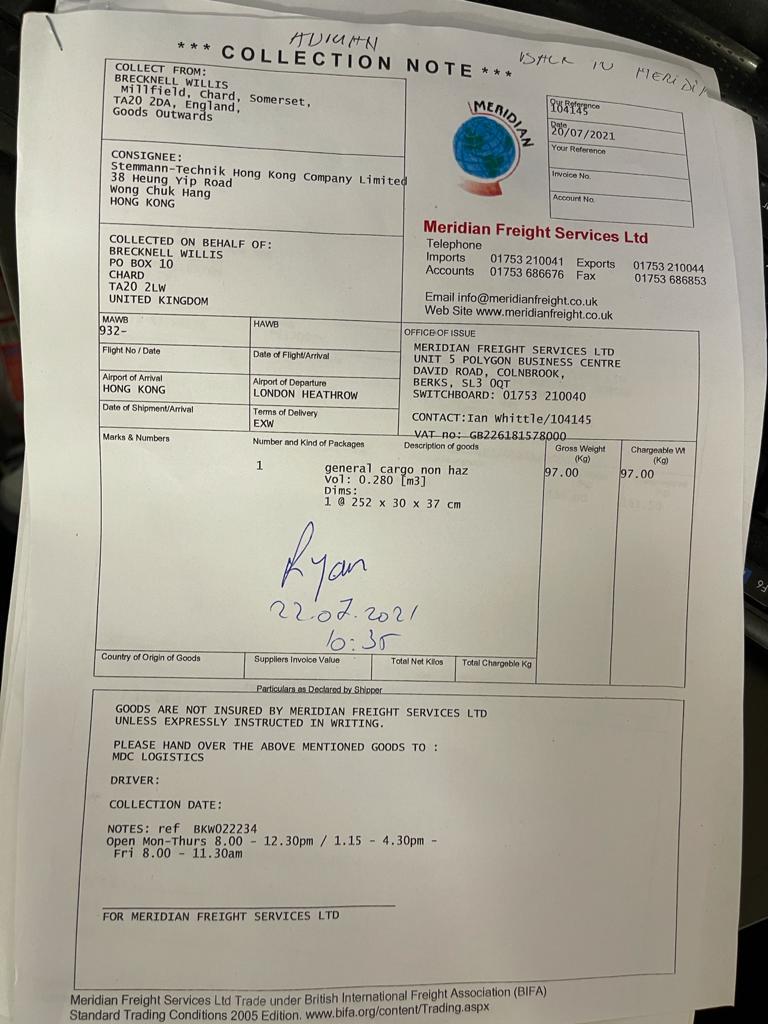 ADMAN
*** COLLECTION NOTE ***
BACK IN MERIDIA
COLLECT FROM:
BRECKNELL WILLIS
Millfield, Chard, Somerset,
TA20 2DA, England,
Goods Outwards
MERIDIAN
Our Reference
104145
Date
20/07/2021
Your Reference
Invoice No.
Account No.
CONSIGNEE:
Stemmann-Technik Hong Kong Company Limited
38 Heung Yip Road
Wong Chuk Hang
HONG KONG
Meridian Freight Services Ltd
Telephone
Imports 01753 210041 Exports 01753 210044
Accounts 01753 686676 Fax 01753 686853
Email info@meridianfreight.co.uk
Web Site www.meridianfreight.co.uk
COLLECTED ON BEHALF OF:
BRECKNELL WILLIS
PO BOX 10
CHARD
TA20 2LW
UNITED KINGDOM
MAWB
932-
HAWB
Flight No / Date
Date of Flight/Arrival
Airport of Arrival
HONG KONG
Airport of Departure
LONDON HEATHROW
Date of Shipment/Arrival
Terms of Delivery
EXW
OFFICE OF ISSUE
MERIDIAN FREIGHT SERVICES LTD
UNIT 5 POLYGON BUSINESS CENTRE
DAVID ROAD, COLNBROOK,
BERKS, SL3 0QT
SWITCHBOARD: 01753 210040
CONTACT:Ian Whittle/104145
VAT no: GB226181578000
Marks & Numbers
Number and Kind of Packages
Description of goods
Gross Weight
(Kg)
Chargeable Wt
(Kg)
1 general cargo non haz 97.00 97.00
Vol: 0.280 [m3]
Dims:
1 @ 252 x 30 x 37 cm
Ryan
22.07.2021
10:35
Country of Origin of Goods
Suppliers Invoice Value
Total Net Kilos
Total Chargeable Kg
Particulars as Declared by Shipper
GOODS ARE NOT INSURED BY MERIDIAN FREIGHT SERVICES LTD
UNLESS EXPRESSLY INSTRUCTED IN WRITING.
PLEASE HAND OVER THE ABOVE MENTIONED GOODS TO :
MDC LOGISTICS
DRIVER:
COLLECTION DATE:
NOTES: ref BKW022234
Open Mon-Thurs 8.00 - 12.30pm / 1.15 - 4.30pm -
Fri 8.00 - 11.30am
FOR MERIDIAN FREIGHT SERVICES LTD
Meridian Freight Services Ltd Trade under British International Freight Association (BIFA)
Standard Trading Conditions 2005 Edition. www.bifa.org/content/Trading.aspx
F6